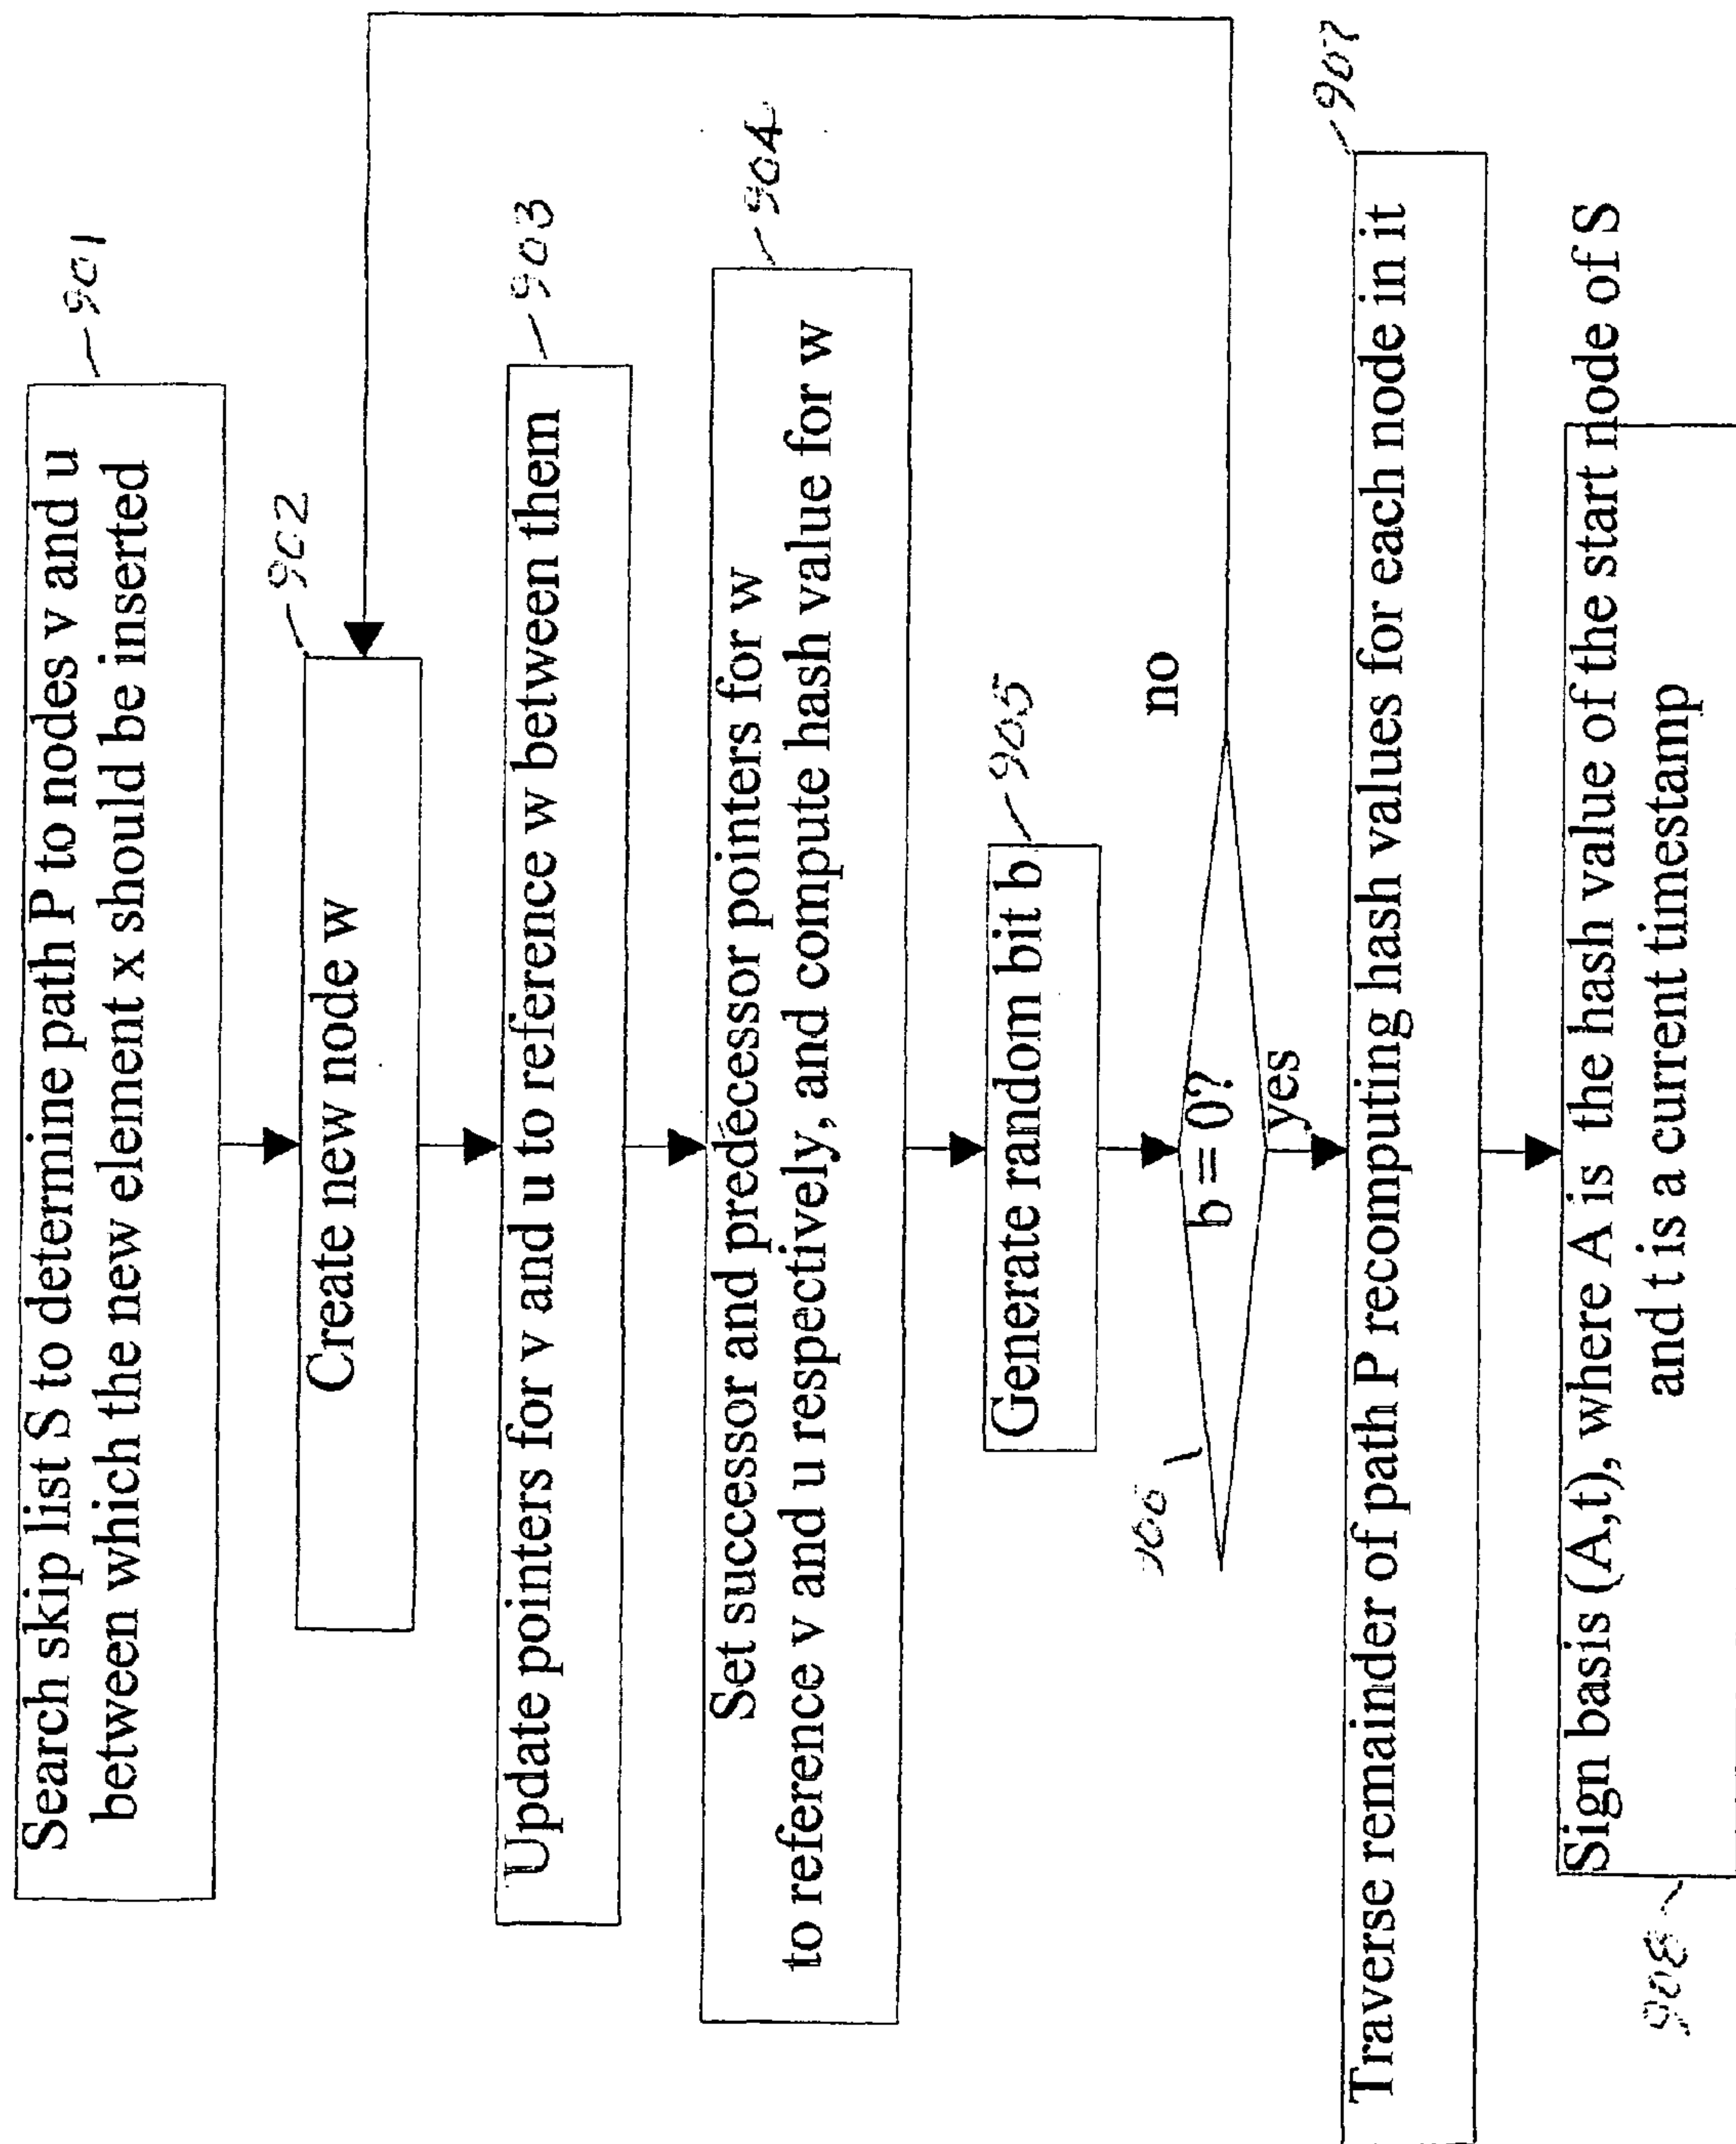 Search skip list S to determine path P to nodes v and u
between which the new element x should be inserted
901
Create new node w
902
Update pointers for v and u to reference w between them
903
Set successor and predecessor pointers for w
to reference v and u respectively, and compute hash value for w
904
Generate random bit b
905
b = 0?
906
no
yes
Traverse remainder of path P recomputing hash values for each node in it
907
Sign basis (A,t), where A is the hash value of the start node of S
and t is a current timestamp
908